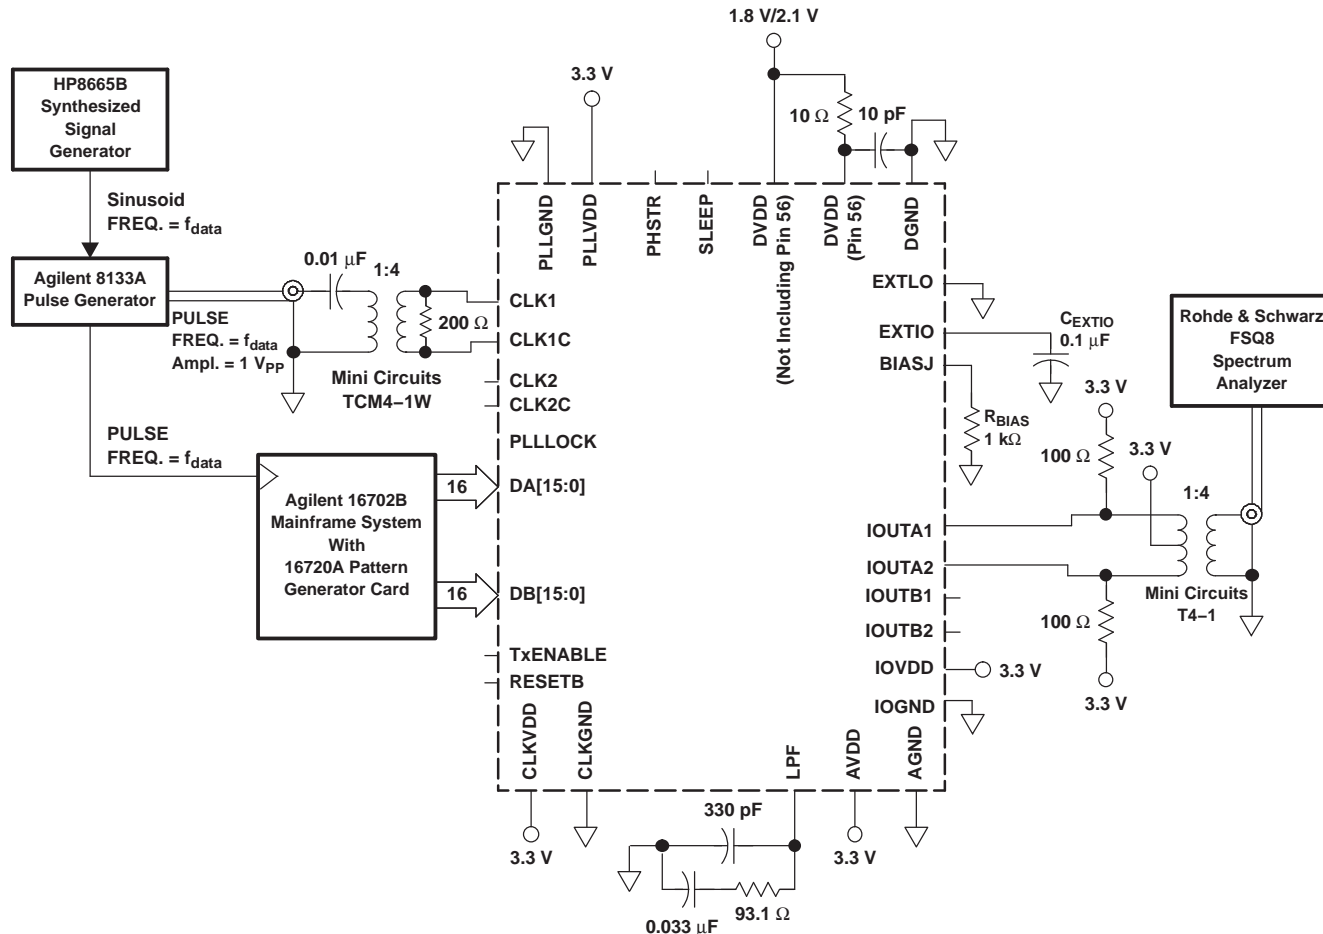 1.8 V/2.1 V
3.3 V
10 Ω
10 pF
HP8665B
Synthesized
Signal
Generator
Sinusoid
FREQ. = fdata
Agilent 8133A
Pulse Generator
PULSE
FREQ. = fdata
Ampl. = 1 VPP
0.01 μF
1:4
200 Ω
Mini Circuits
TCM4–1W
PULSE
FREQ. = fdata
Agilent 16702B
Mainframe System
With
16720A Pattern
Generator Card
16
16
PLLGND
PLLVDD
PHSTR
SLEEP
DVDD
(Not Including Pin 56)
DVDD
(Pin 56)
DGND
CLK1
CLK1C
CLK2
CLK2C
PLLLOCK
DA[15:0]
DB[15:0]
TxENABLE
RESETB
CLKVDD
CLKGND
LPF
AVDD
AGND
EXTLO
EXTIO
BIASJ
IOUTA1
IOUTA2
IOUTB1
IOUTB2
IOVDD
IOGND
CEXTIO
0.1 μF
RBIAS
1 kΩ
3.3 V
100 Ω
3.3 V
1:4
Rohde & Schwarz
FSQ8
Spectrum
Analyzer
Mini Circuits
T4–1
100 Ω
3.3 V
3.3 V
3.3 V
330 pF
0.033 μF
93.1 Ω
3.3 V